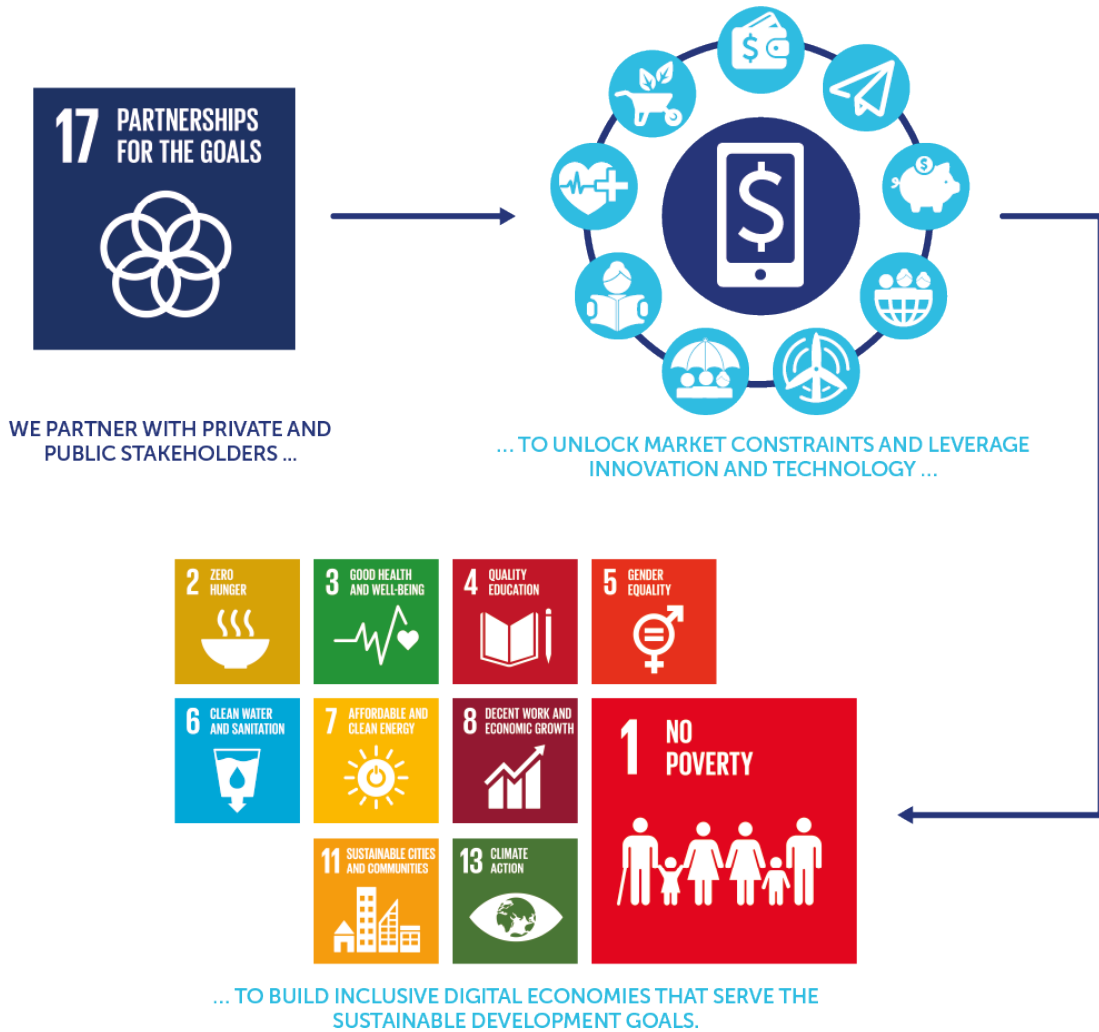 17 PARTNERSHIPS
FOR THE GOALS
$
$
$
WE PARTNER WITH PRIVATE AND
PUBLIC STAKEHOLDERS ...
... TO UNLOCK MARKET CONSTRAINTS AND LEVERAGE
INNOVATION AND TECHNOLOGY ...
2 ZERO
HUNGER
3 GOOD HEALTH
AND WELL-BEING
4 QUALITY
EDUCATION
5 GENDER
EQUALITY
6 CLEAN WATER
AND SANITATION
7 AFFORDABLE AND
CLEAN ENERGY
8 DECENT WORK AND
ECONOMIC GROWTH
1 NO
POVERTY
11 SUSTAINABLE CITIES
AND COMMUNITIES
13 CLIMATE
ACTION
... TO BUILD INCLUSIVE DIGITAL ECONOMIES THAT SERVE THE
SUSTAINABLE DEVELOPMENT GOALS.